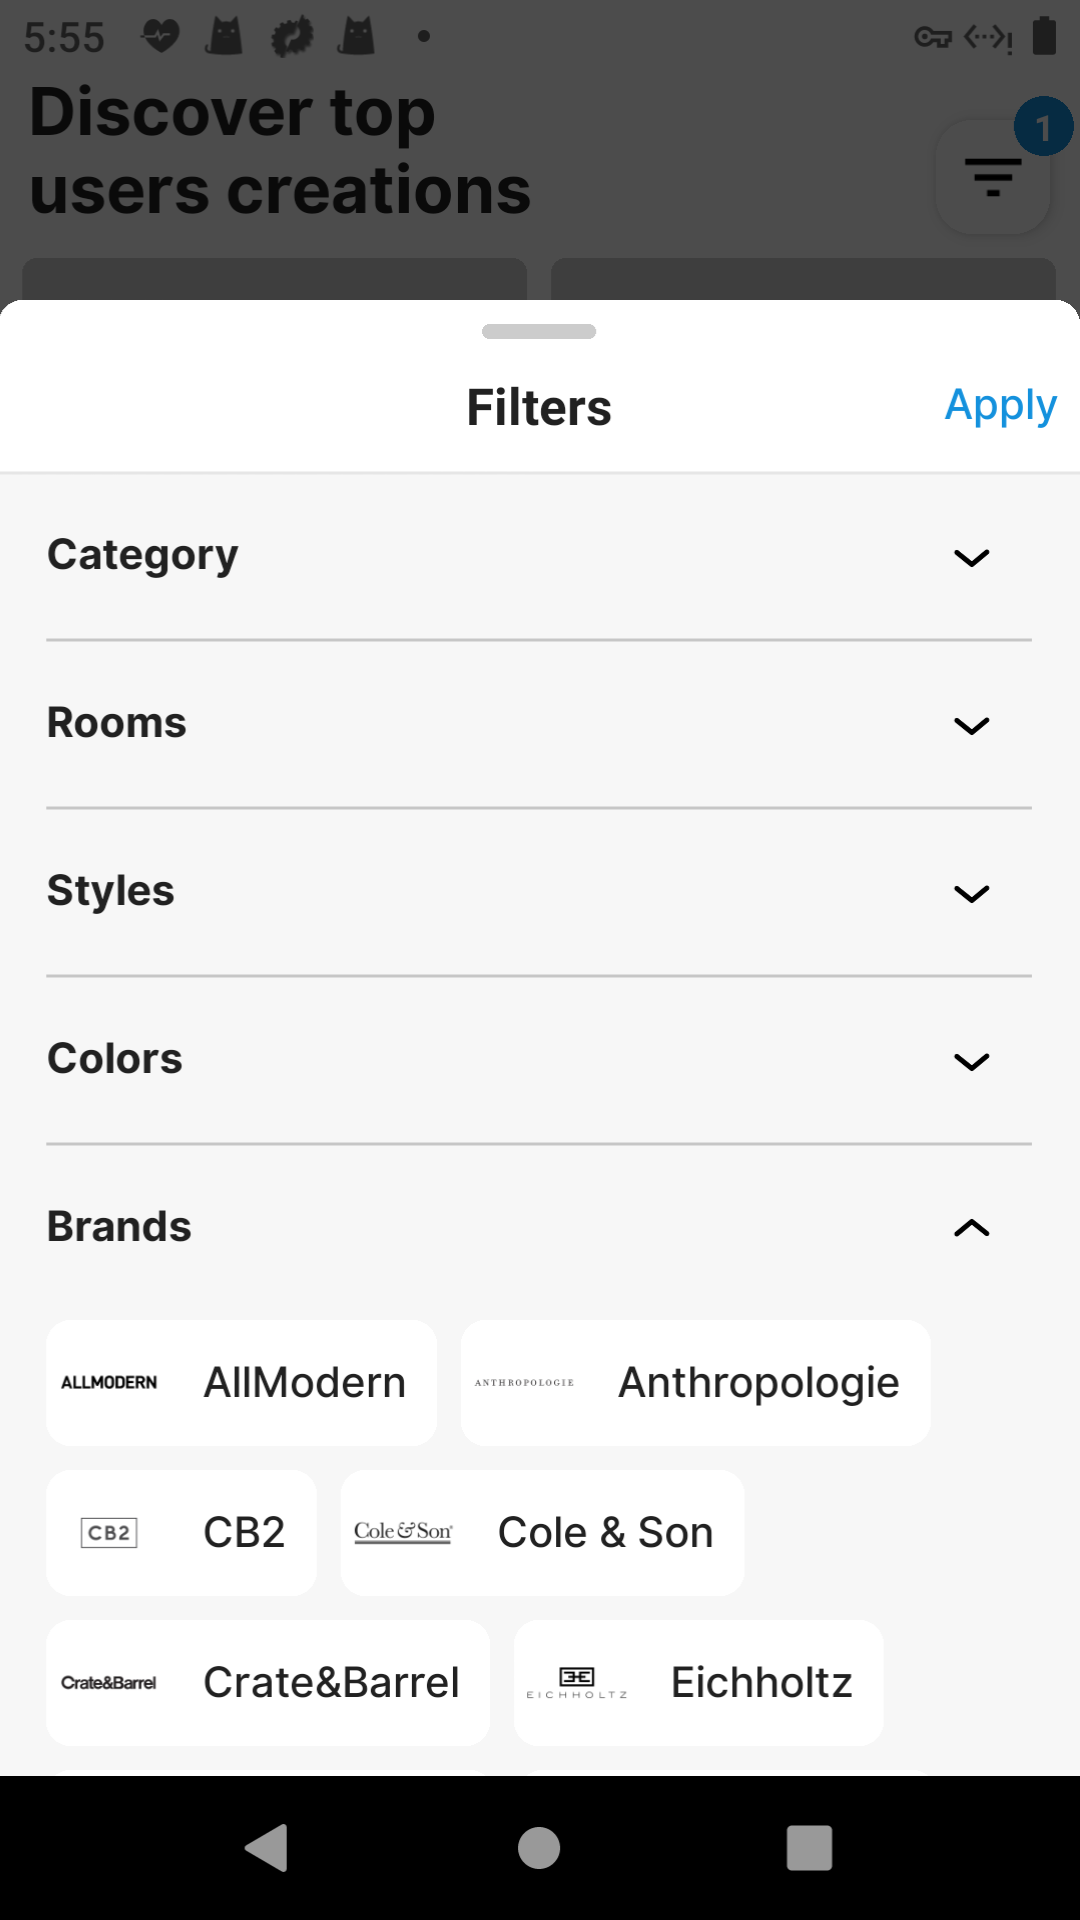 5:55
Discover top
users creations
1
Filters
Apply
Category
Rooms
Styles
Colors
Brands
ALLMODERN AllModern
ANTHROPOLOGIE Anthropologie
CB2 CB2
Cole & Son Cole & Son
Crate&Barrel Crate&Barrel
EICHHOLTZ Eichholtz